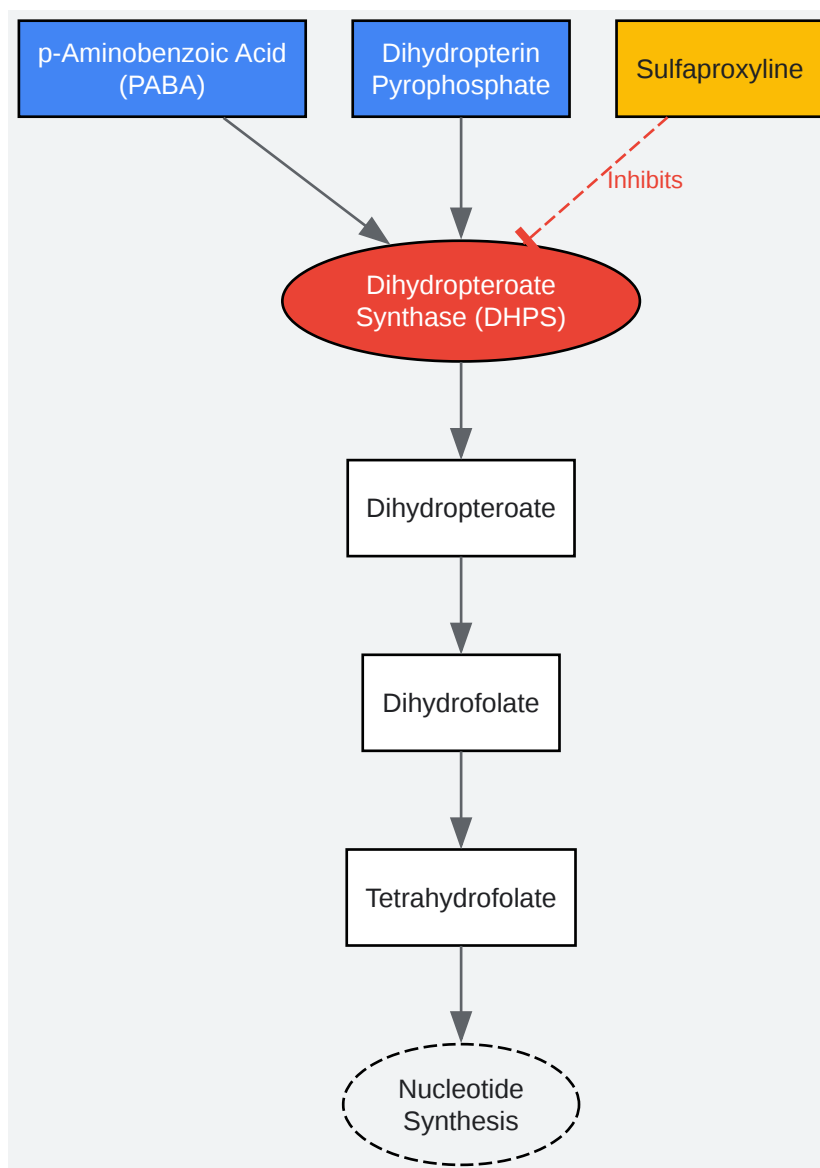 p-Aminobenzoic Acid
(PABA)
Dihydropterin
Pyrophosphate
Sulfaproxyline
Inhibits
Dihydropteroate
Synthase (DHPS)
Dihydropteroate
Dihydrofolate
Tetrahydrofolate
Nucleotide
Synthesis